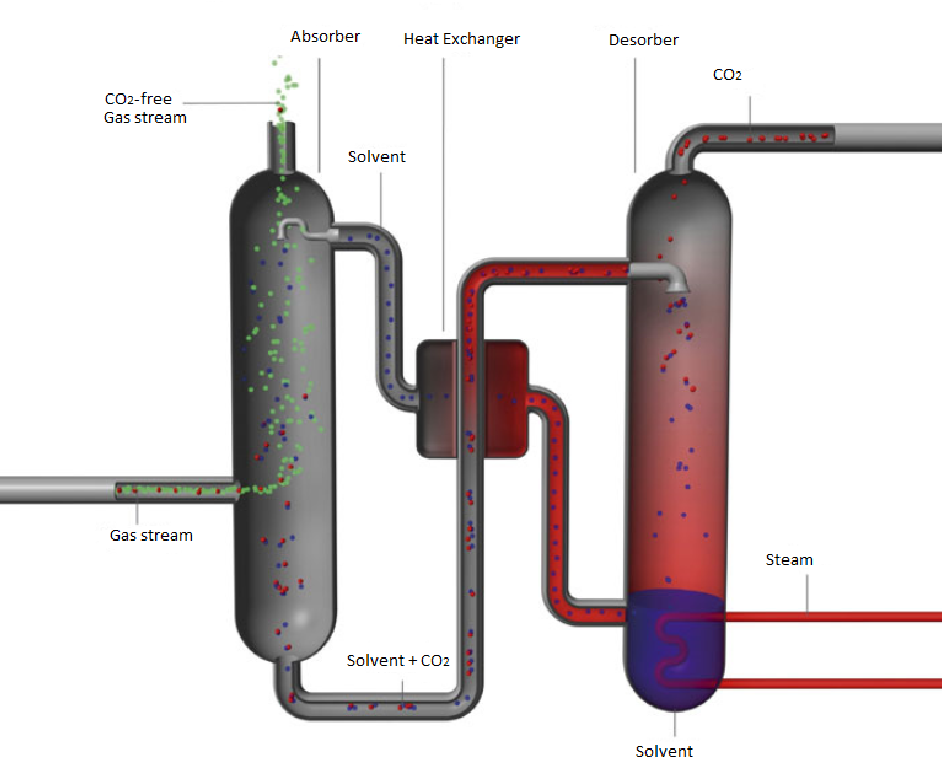 Absorber
Heat Exchanger
Desorber
CO2
CO2-free
Gas stream
Solvent
Gas stream
Steam
Solvent + CO2
Solvent